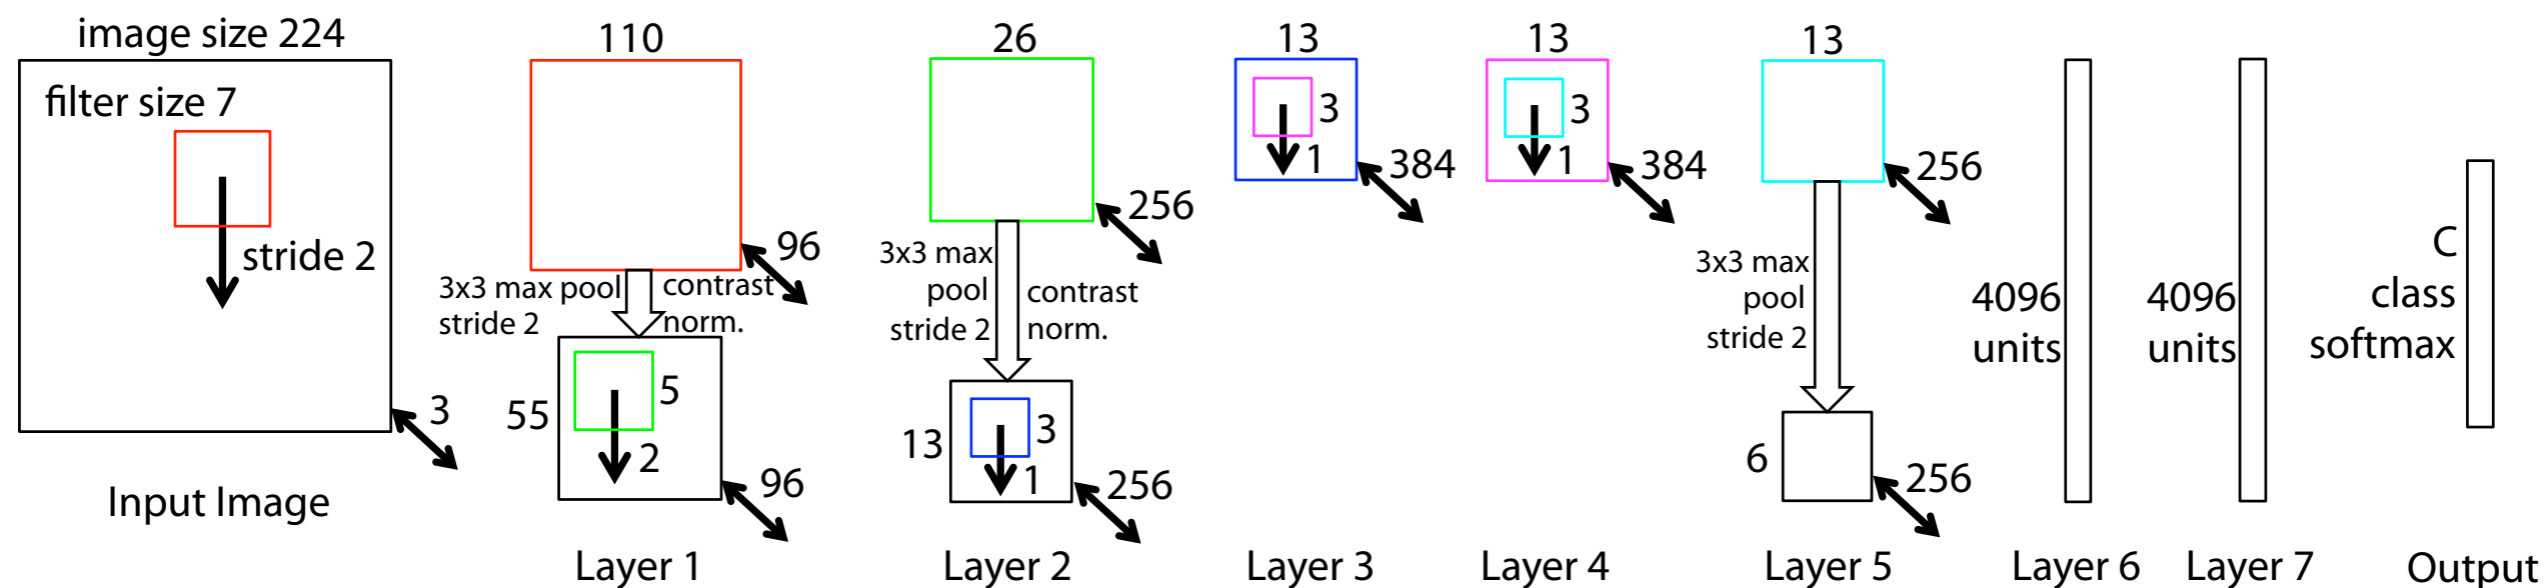 image size 224
filter size 7
stride 2
3
Input Image
110
96
3x3 max pool
stride 2
contrast
norm.
55
5
2
96
Layer 1
26
256
3x3 max
pool
stride 2
contrast
norm.
13
3
1
256
Layer 2
13
3
1
384
Layer 3
13
3
1
384
Layer 4
13
256
3x3 max
pool
stride 2
6
256
Layer 5
4096
units
Layer 6
4096
units
Layer 7
C
class
softmax
Output